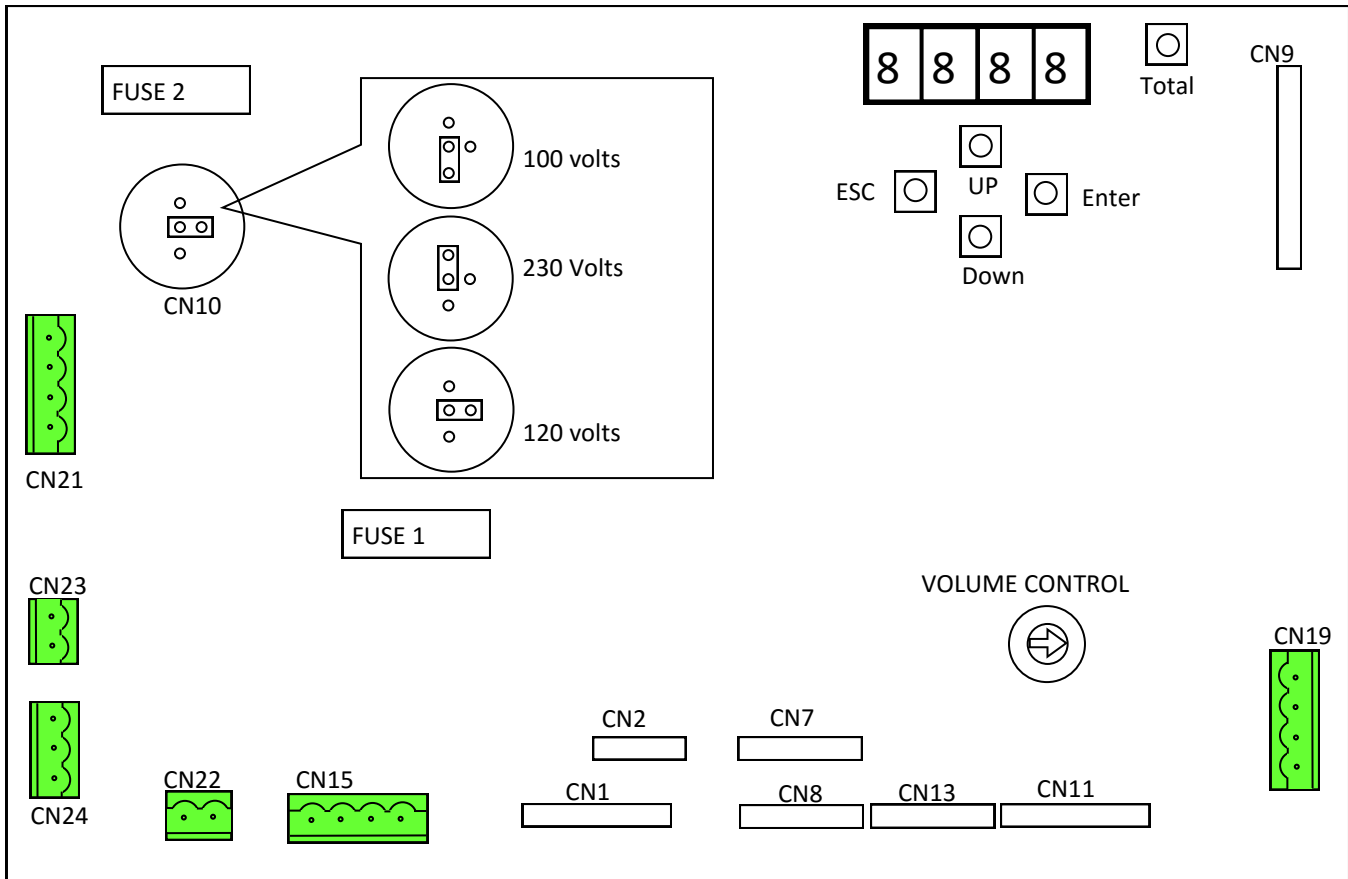 8 8 8 8
Total
CN9
FUSE 2
100 volts
UP
ESC
Enter
230 Volts
Down
CN10
120 volts
CN21
FUSE 1
CN23
VOLUME CONTROL
CN19
CN2
CN7
CN22
CN15
CN1
CN8
CN13
CN11
CN24